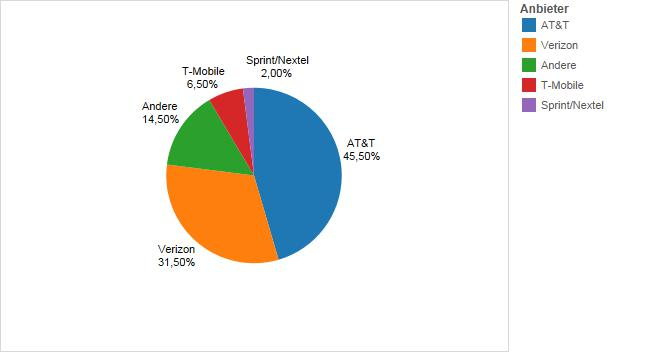 Sprint/Nextel
2,00%
T-Mobile
6,50%
Andere
14,50%
AT&T
45,50%
Verizon
31,50%
Anbieter
AT&T
Verizon
Andere
T-Mobile
Sprint/Nextel